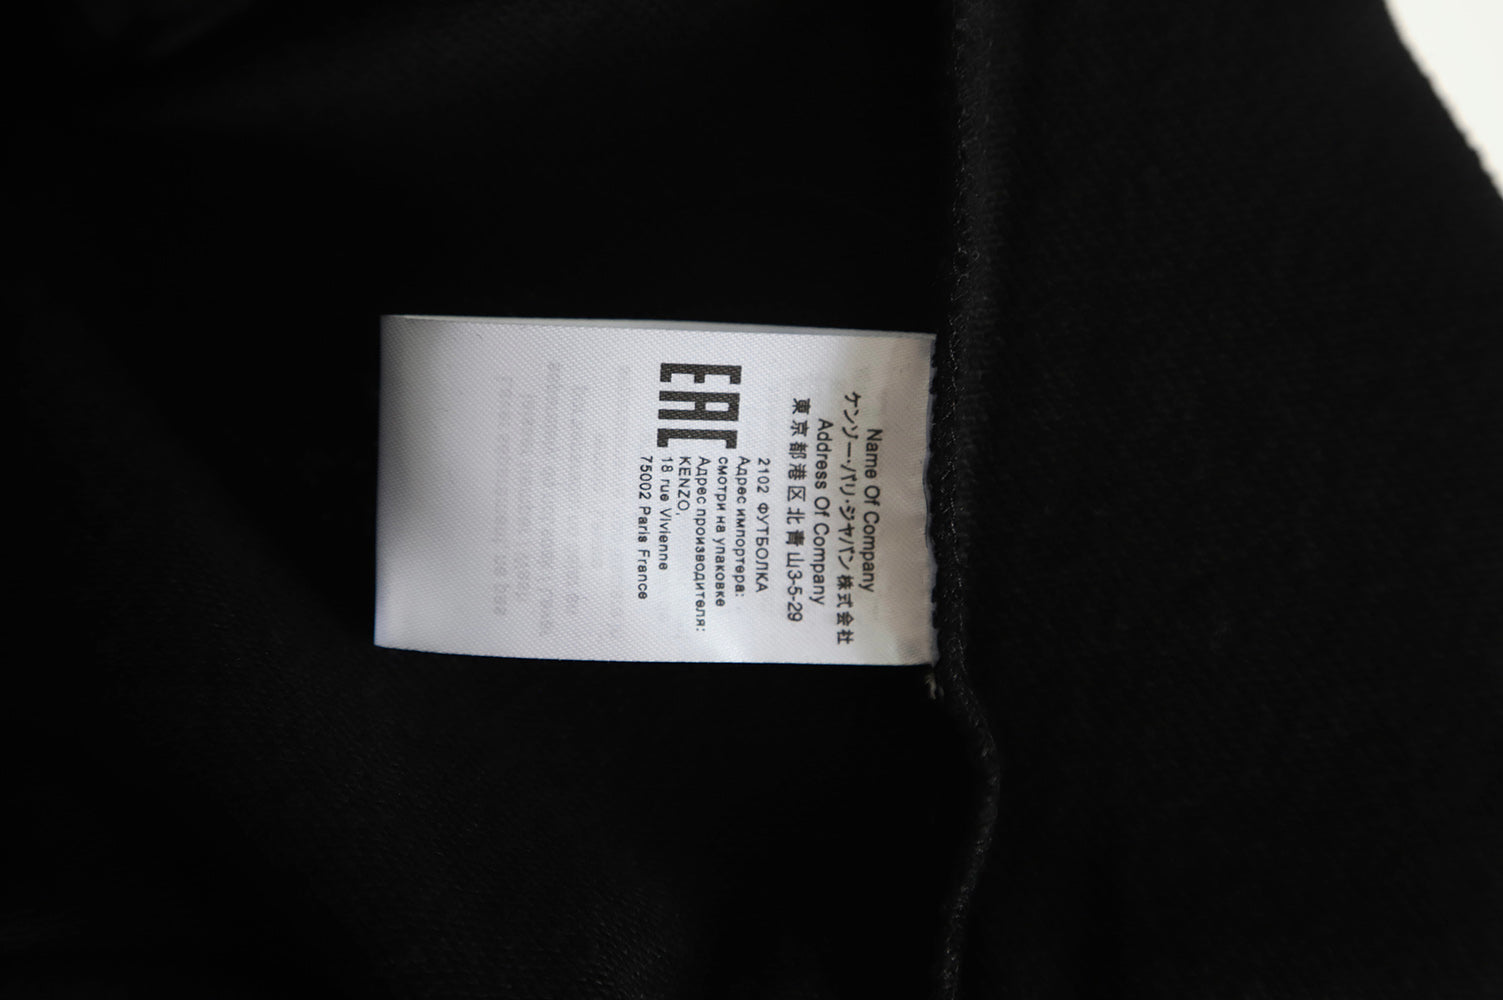 Name Of Company
ケンゾー・パリ・ジャパン株式会社
Address Of Company
東京都港区北青山3-5-29
2102 ФУТБОЛКА
Адрес импортера:
смотри на упаковке
Адрес производителя:
KENZO,
18 rue Vivienne
75002 Paris France
EAC